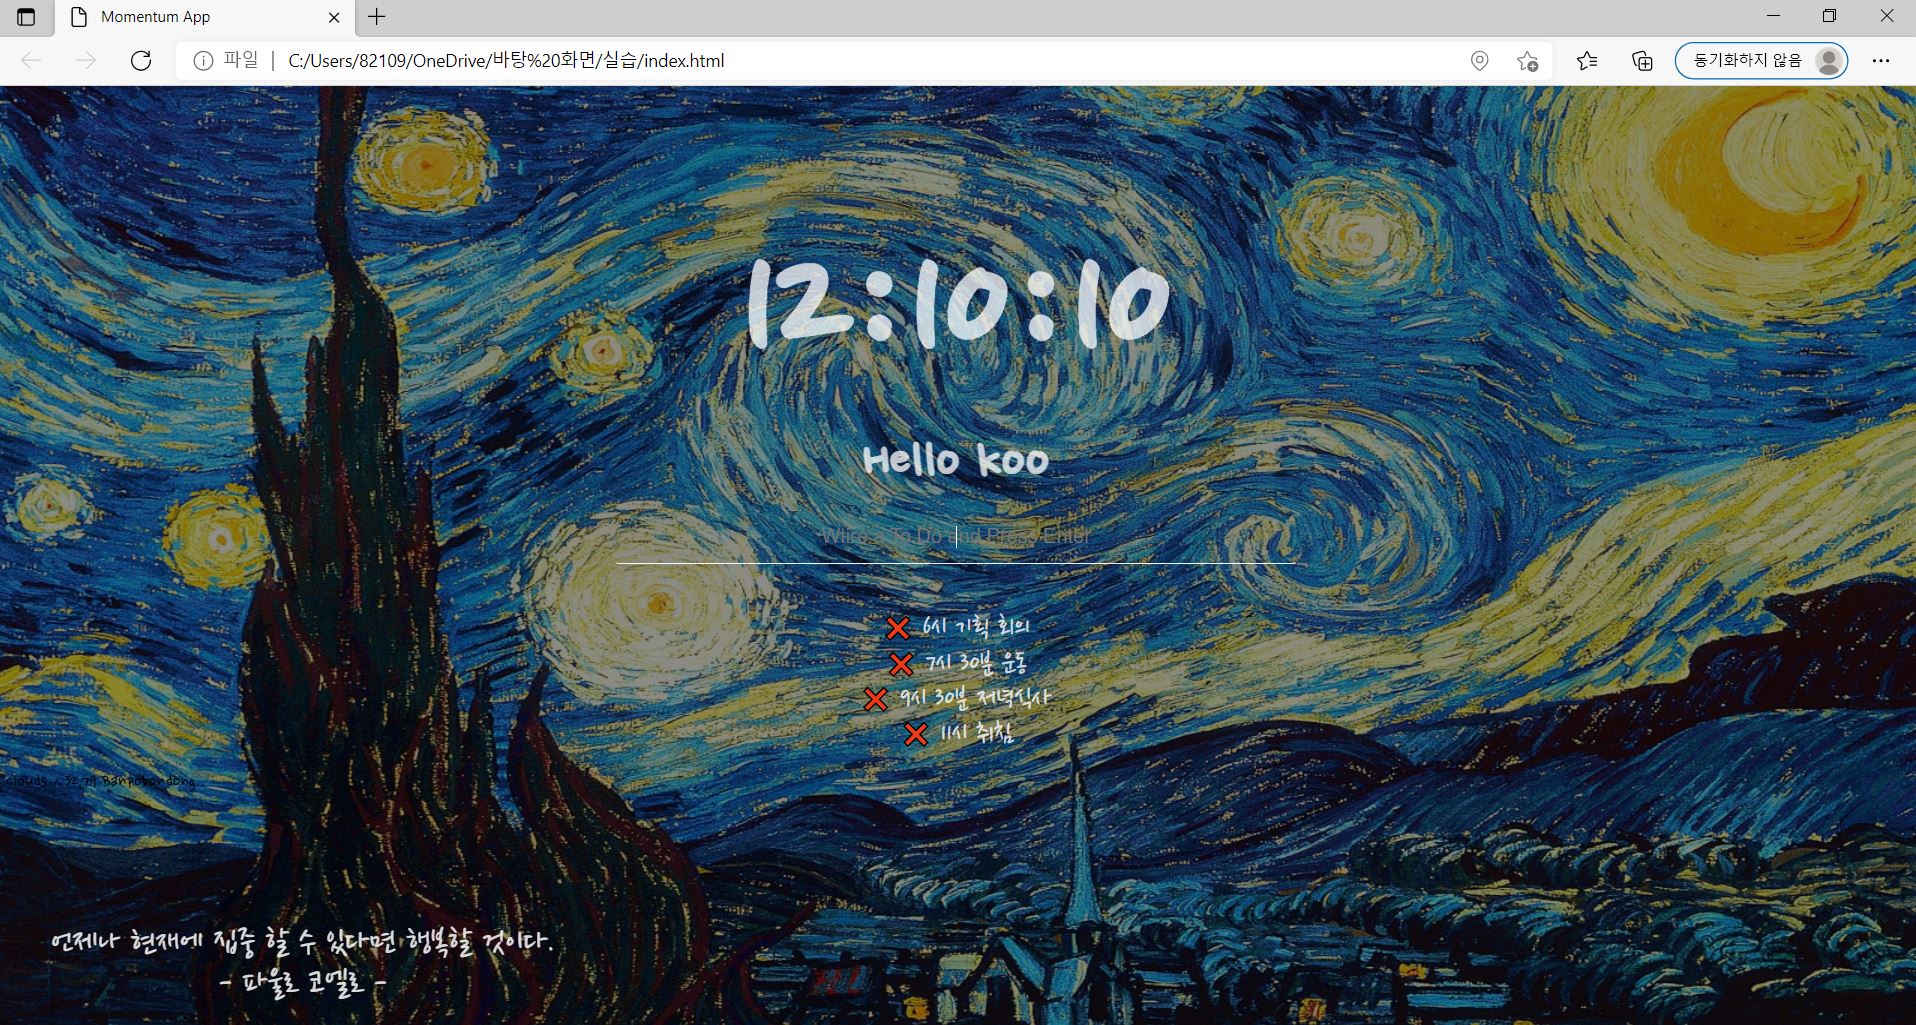 Momentum App
파일 | C:/Users/82109/OneDrive/바탕%20화면/실습/index.html
동기화하지 않음
12:10:10
Hello koo
Wtire a To Do and Press Enter
❌ 6시 기획 회의
❌ 7시 30분 운동
❌ 9시 30분 저녁식사
❌ 11시 취침
Clouds / 32.79 Banpobondong
언제나 현재에 집중 할 수 있다면 행복할 것이다.
- 파울로 코엘로 -